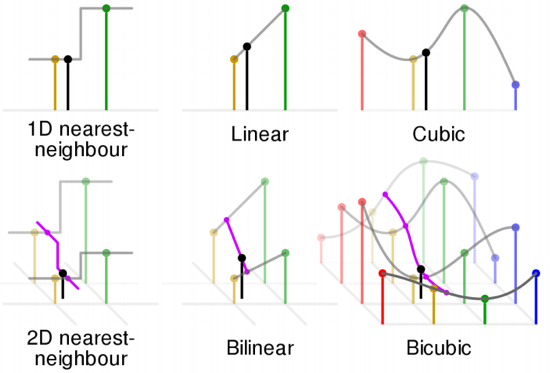 1D nearest-
neighbour
Linear
Cubic
2D nearest-
neighbour
Bilinear
Bicubic